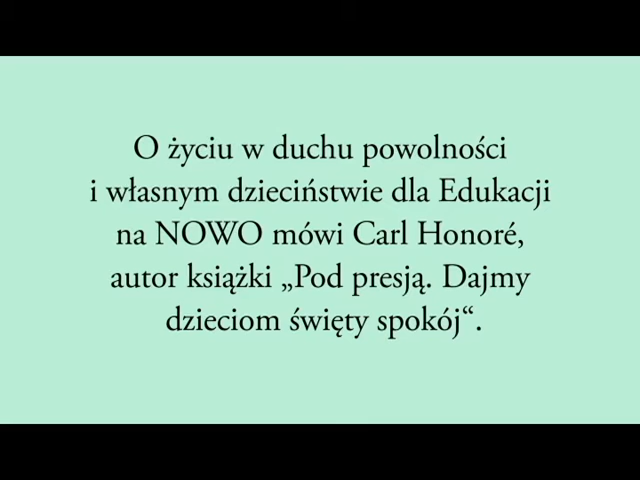 O życiu w duchu powolności
i własnym dzieciństwie dla Edukacji
na NOWO mówi Carl Honoré,
autor książki „Pod presją. Dajmy
dzieciom święty spokój“.